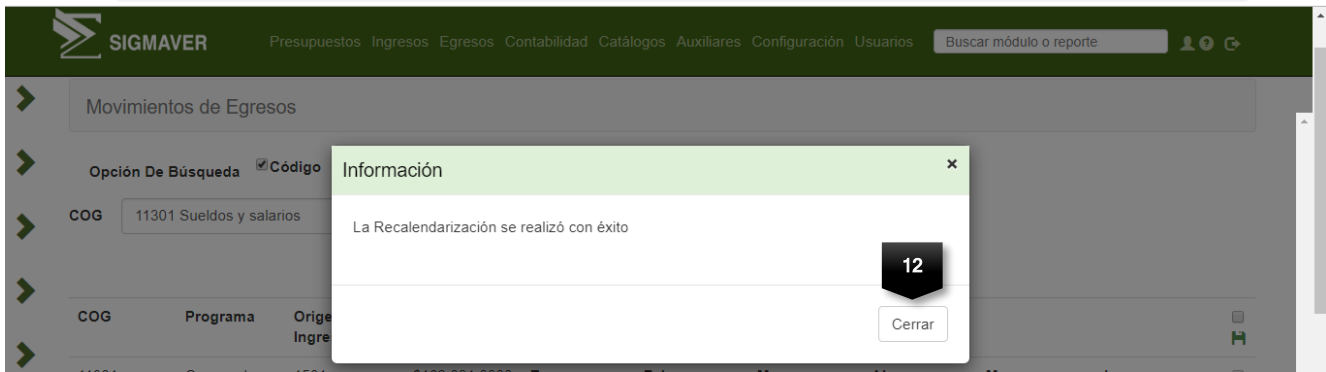 SIGMAVER
Presupuestos Ingresos Egresos Contabilidad Catálogos Auxiliares Configuración Usuarios
Buscar módulo o reporte
Movimientos de Egresos
Opción De Búsqueda Código
COG 11301 Sueldos y salarios
Información ×
La Recalendarización se realizó con éxito
12
Cerrar
COG Programa Orige
Ingre